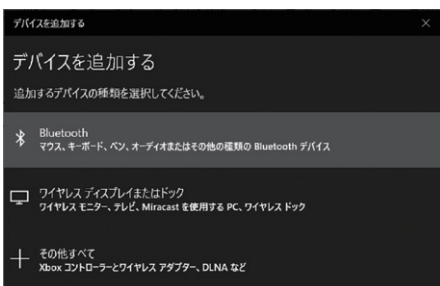 デバイスを追加する
デバイスを追加する
追加するデバイスの種類を選択してください。
Bluetooth
マウス、キーボード、ペン、オーディオまたはその他の種類の Bluetooth デバイス
ワイヤレス ディスプレイまたはドック
ワイヤレス モニター、テレビ、Miracast を使用する PC、ワイヤレス ドック
その他すべて
Xbox コントローラーとワイヤレス アダプター、DLNA など